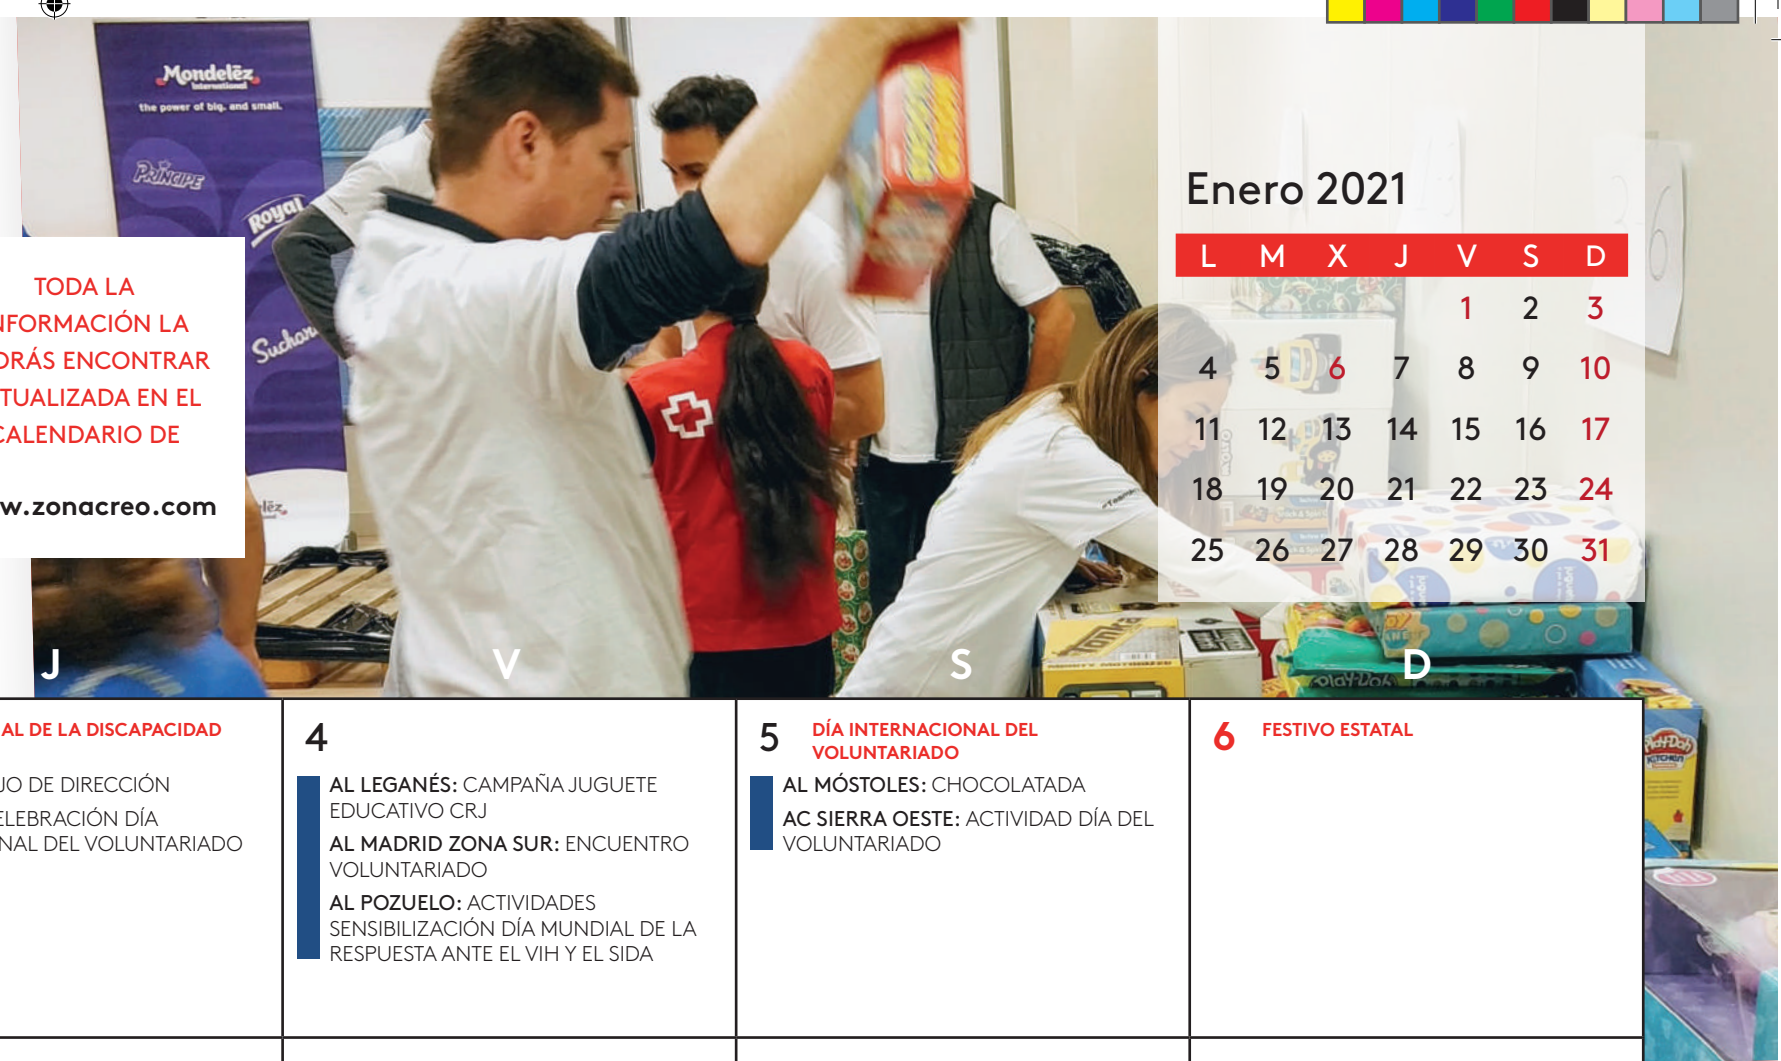 Mondelēz
International
the power of big. and small.
PRÍNCIPE
ROYAL
Suchar
TODA LA
NFORMACIÓN LA
DRÁS ENCONTRAR
TUALIZADA EN EL
CALENDARIO DE
w.zonacreo.com
lēz
Enero 2021
L M X J V S D
1 2 3
4 5 6 7 8 9 10
11 12 13 14 15 16 17
18 19 20 21 22 23 24
25 26 27 28 29 30 31
Tonka
Play-Doh
J V S D
AL DE LA DISCAPACIDAD
JO DE DIRECCIÓN
ELEBRACIÓN DÍA
NAL DEL VOLUNTARIADO
4
AL LEGANÉS: CAMPAÑA JUGUETE
EDUCATIVO CRJ
AL MADRID ZONA SUR: ENCUENTRO
VOLUNTARIADO
AL POZUELO: ACTIVIDADES
SENSIBILIZACIÓN DÍA MUNDIAL DE LA
RESPUESTA ANTE EL VIH Y EL SIDA
5
DÍA INTERNACIONAL DEL
VOLUNTARIADO
AL MÓSTOLES: CHOCOLATADA
AC SIERRA OESTE: ACTIVIDAD DÍA DEL
VOLUNTARIADO
6 FESTIVO ESTATAL
Play-Doh
KITCHEN